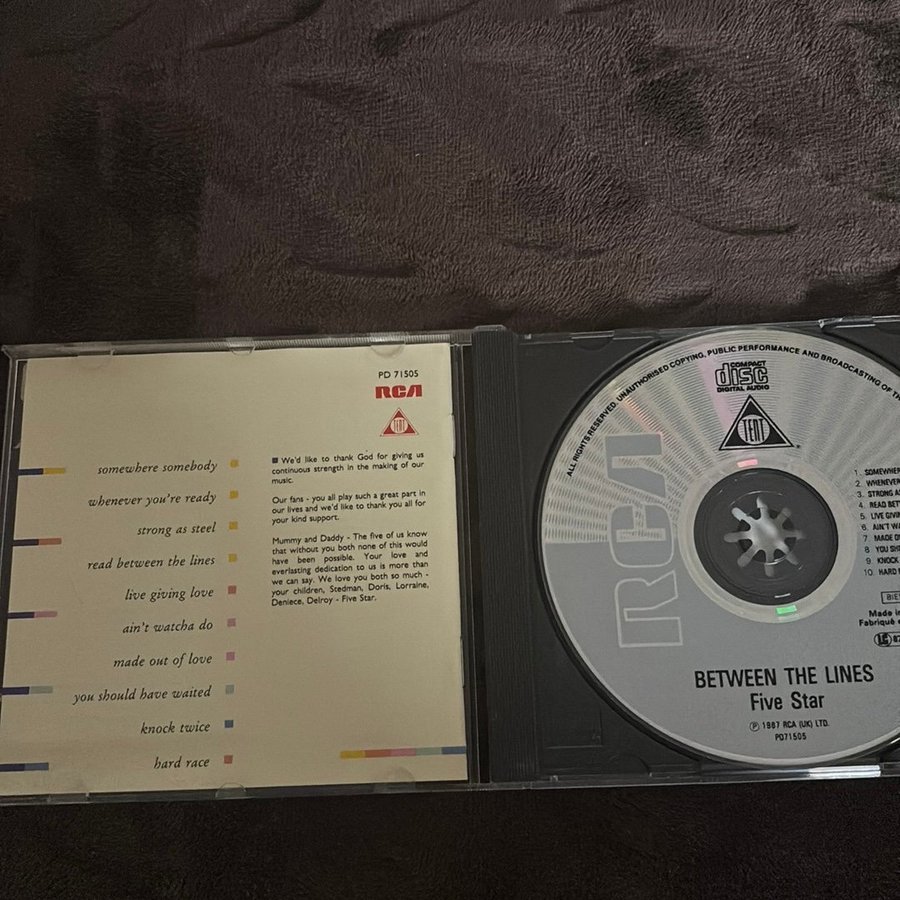 PD 71505
RCA
TENT
somewhere somebody
whenever you're ready
strong as steel
read between the lines
live giving love
ain't watcha do
made out of love
you should have waited
knock twice
hard race
We'd like to thank God for giving us
continuous strength in the making of our
music.
Our fans - you all play such a great part in
our lives and we'd like to thank you all for
your kind support.
Mummy and Daddy - The five of us know
that without you both none of this would
have been possible. Your love and
everlasting dedication to us is more than
we can say. We love you both so much -
your children, Stedman, Doris, Lorraine,
Deniece, Delroy - Five Star.
ALL RIGHTS RESERVED. UNAUTHORISED COPYING, PUBLIC PERFORMANCE AND BROADCASTING OF
COMPACT
disc
DIGITAL AUDIO
TENT
RCA
1. SOMEWHERE
2. WHENEVER
3. STRONG AS
4. READ
5. LIVE
6. AIN'T
7. MADE
8. YOU
9. KNOCK
10. HARD
BIE
Made in
Fabriqué
LC
BETWEEN THE LINES
Five Star
℗ 1987 RCA (UK) LTD.
PD71505